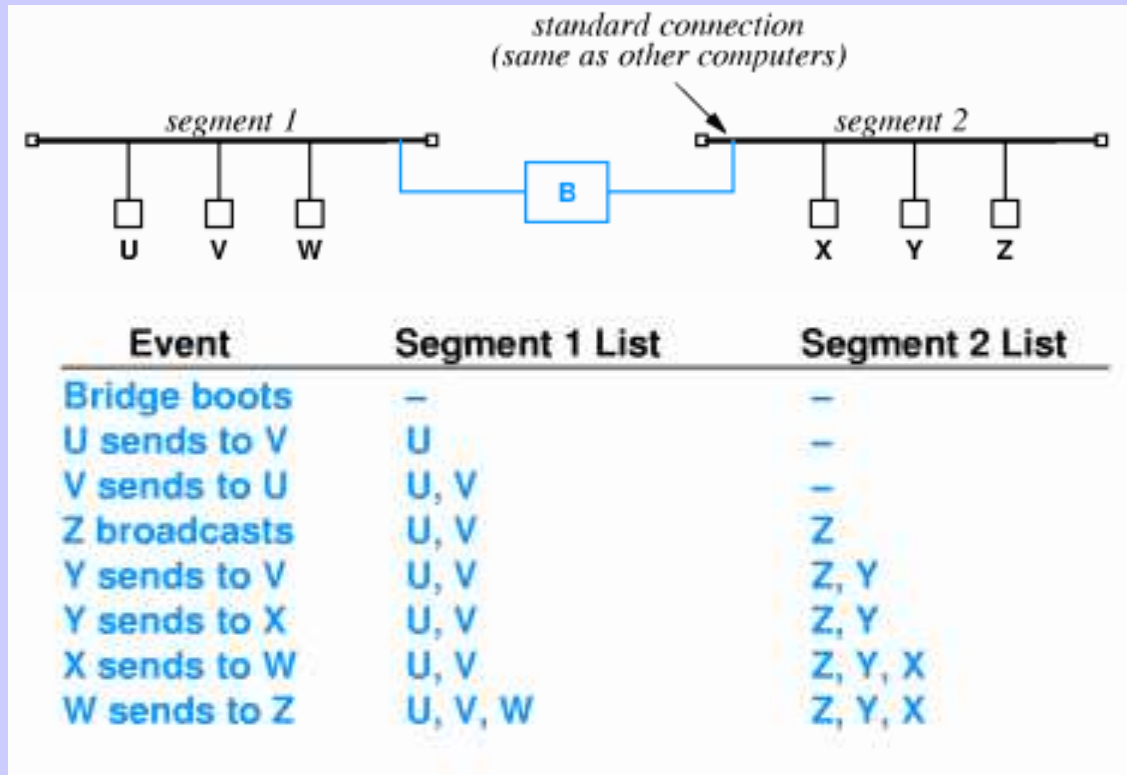 standard connection
(same as other computers)
segment 1
segment 2
B
U V W
X Y Z
Event Segment 1 List Segment 2 List
Bridge boots – –
U sends to V U –
V sends to U U, V –
Z broadcasts U, V Z
Y sends to V U, V Z, Y
Y sends to X U, V Z, Y
X sends to W U, V Z, Y, X
W sends to Z U, V, W Z, Y, X